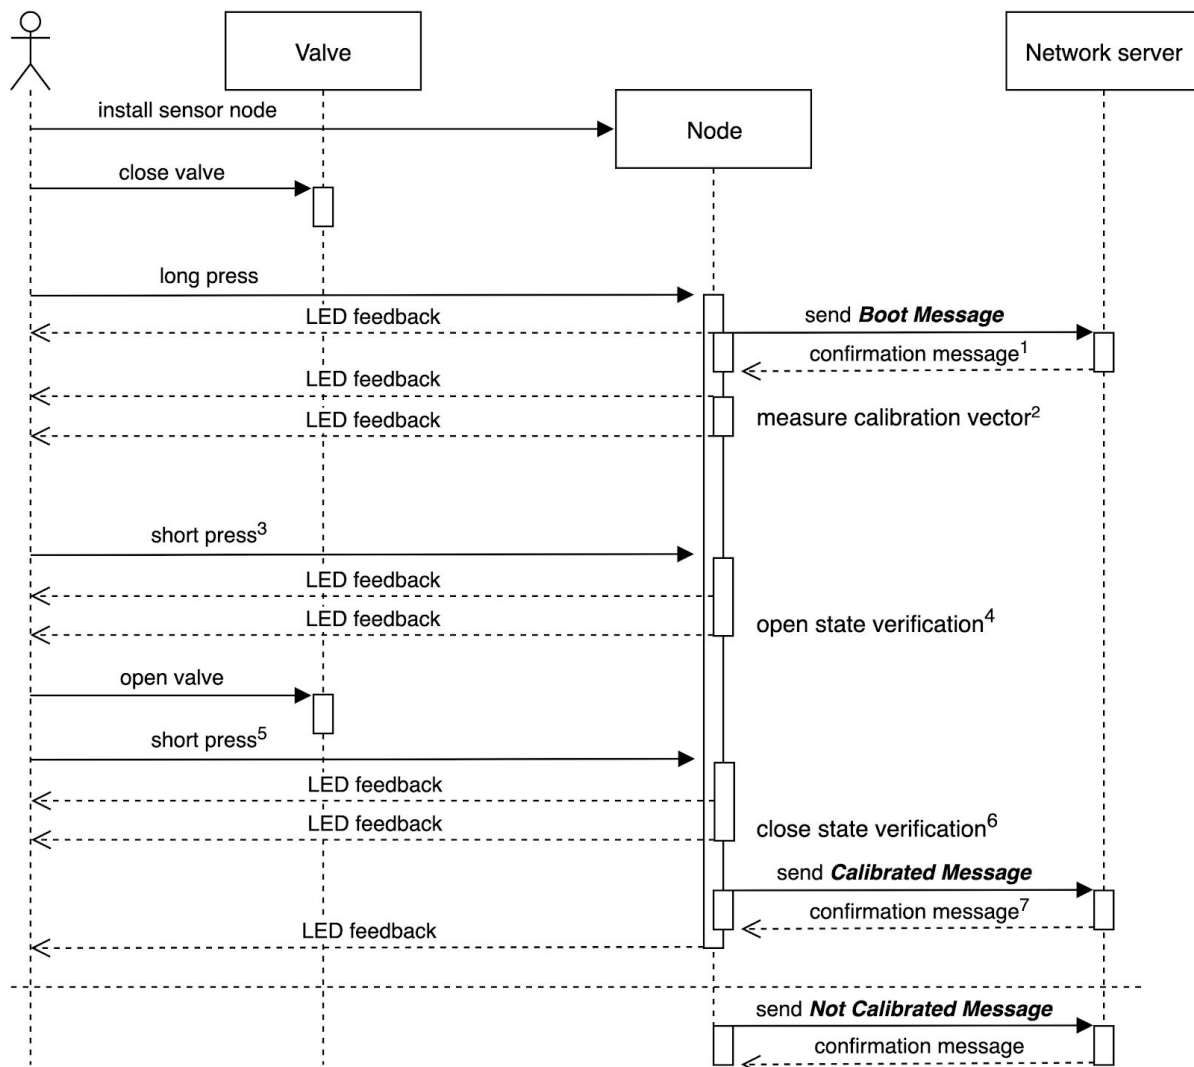 Valve
Network server
install sensor node
Node
close valve
long press
LED feedback
send Boot Message
confirmation message¹
LED feedback
measure calibration vector²
LED feedback
short press³
LED feedback
LED feedback
open state verification⁴
open valve
short press⁵
LED feedback
LED feedback
close state verification⁶
send Calibrated Message
confirmation message⁷
LED feedback
send Not Calibrated Message
confirmation message